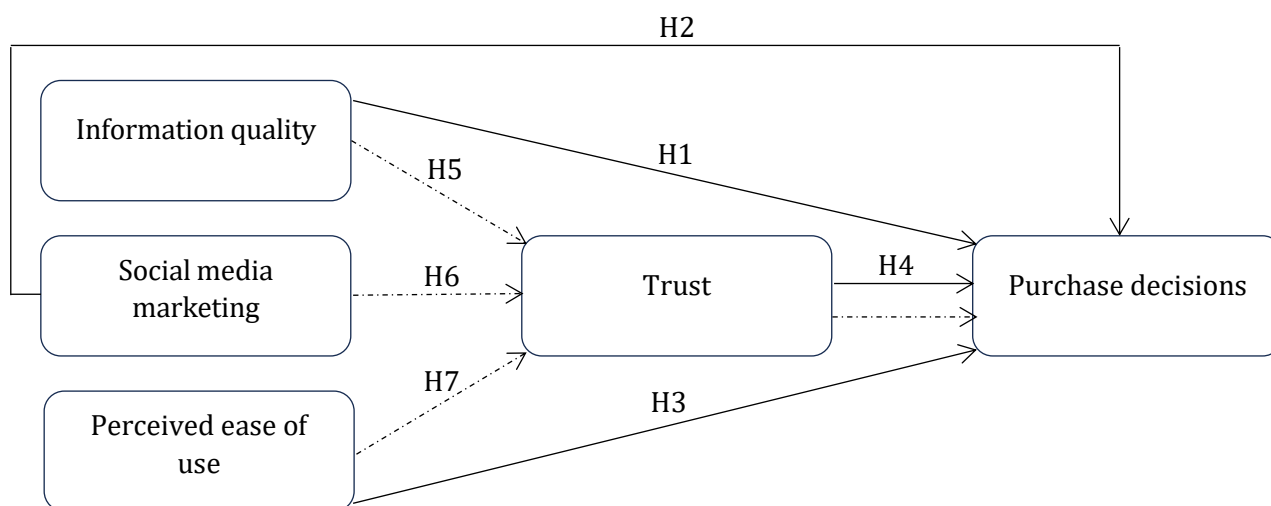 H2
Information quality
H1
H5
Social media
marketing
H6
Trust
H4
Purchase decisions
H7
Perceived ease of
use
H3